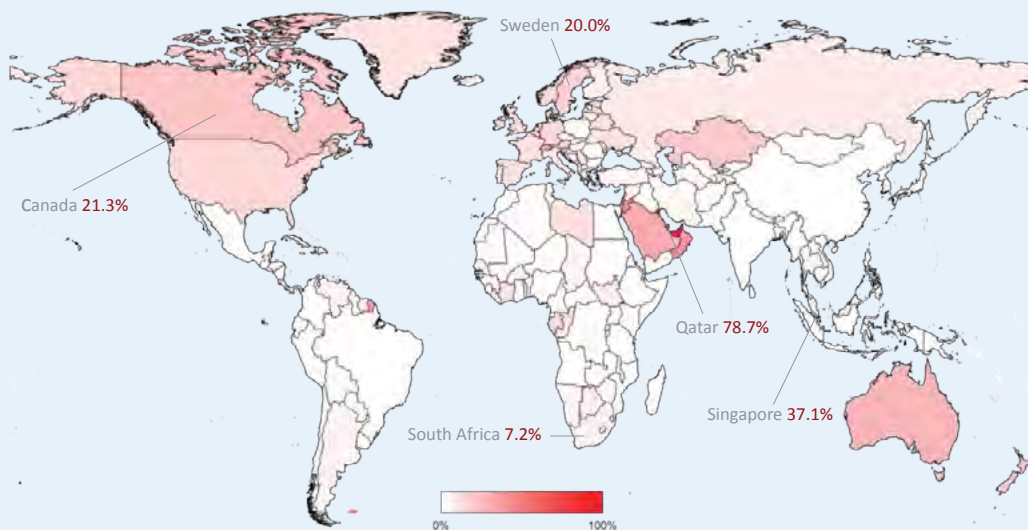 Sweden 20.0%
Canada 21.3%
Qatar 78.7%
Singapore 37.1%
South Africa 7.2%
0% 100%